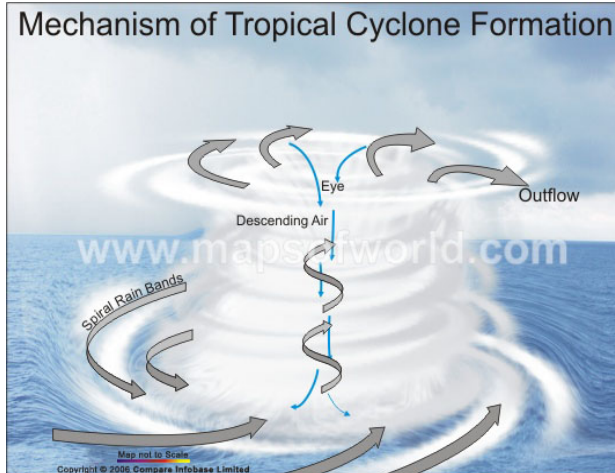 Mechanism of Tropical Cyclone Formation
Eye
Outflow
Descending Air
www.mapsofworld.com
Spiral Rain Bands
Map not to Scale
Copyright © 2006 Compare Infobase Limited